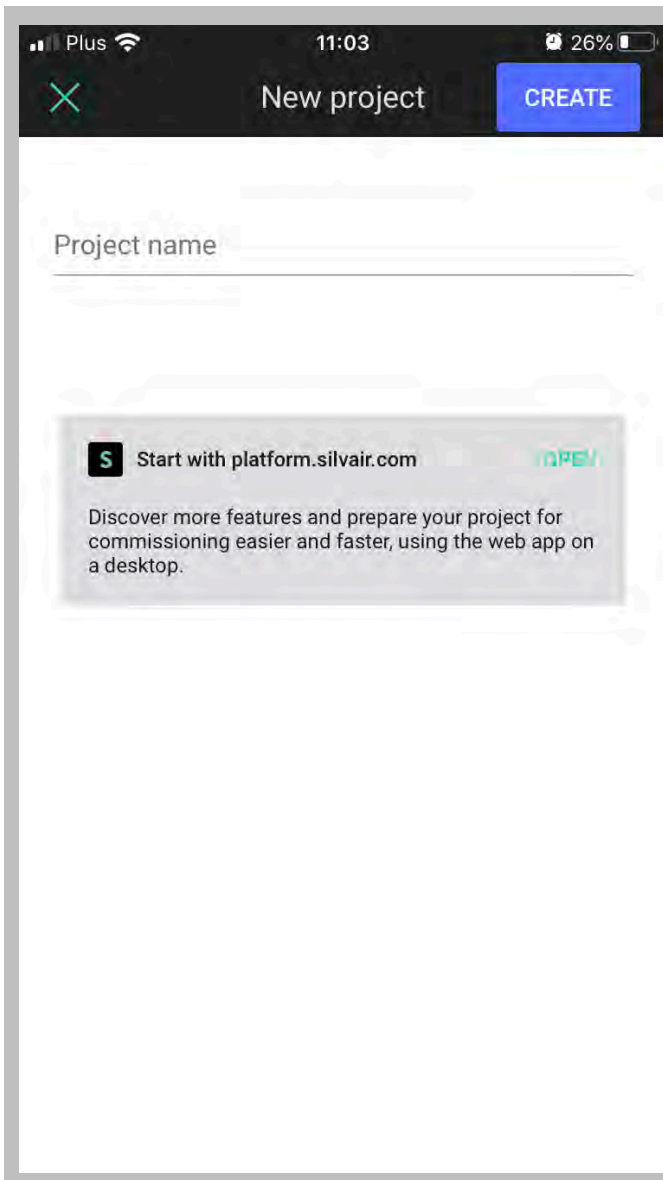 Plus 11:03 26%
New project CREATE
Project name
S Start with platform.silvair.com OPEN
Discover more features and prepare your project for
commissioning easier and faster, using the web app on
a desktop.